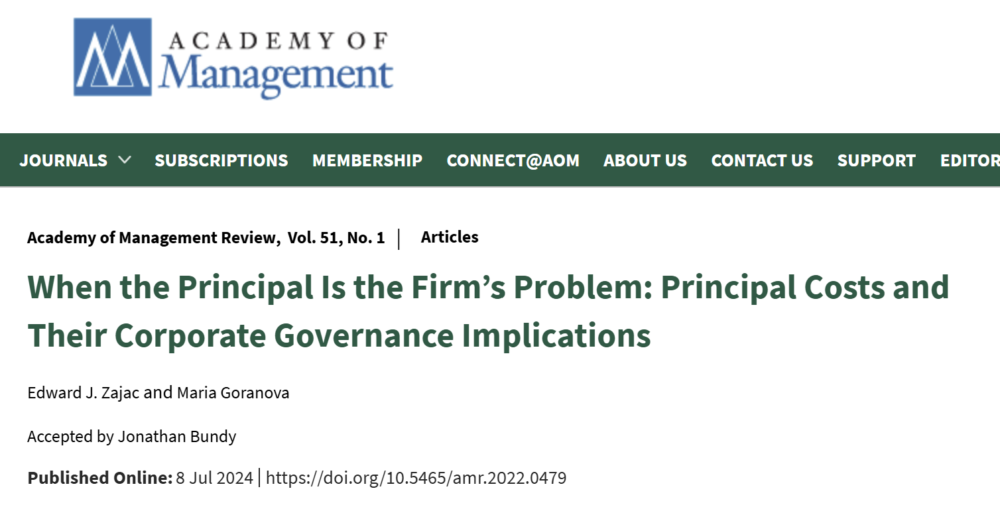 ACADEMY OF
Management
JOURNALS SUBSCRIPTIONS MEMBERSHIP CONNECT@AOM ABOUT US CONTACT US SUPPORT EDITOR
Academy of Management Review, Vol. 51, No. 1 | Articles
When the Principal Is the Firm’s Problem: Principal Costs and
Their Corporate Governance Implications
Edward J. Zajac and Maria Goranova
Accepted by Jonathan Bundy
Published Online: 8 Jul 2024 | https://doi.org/10.5465/amr.2022.0479